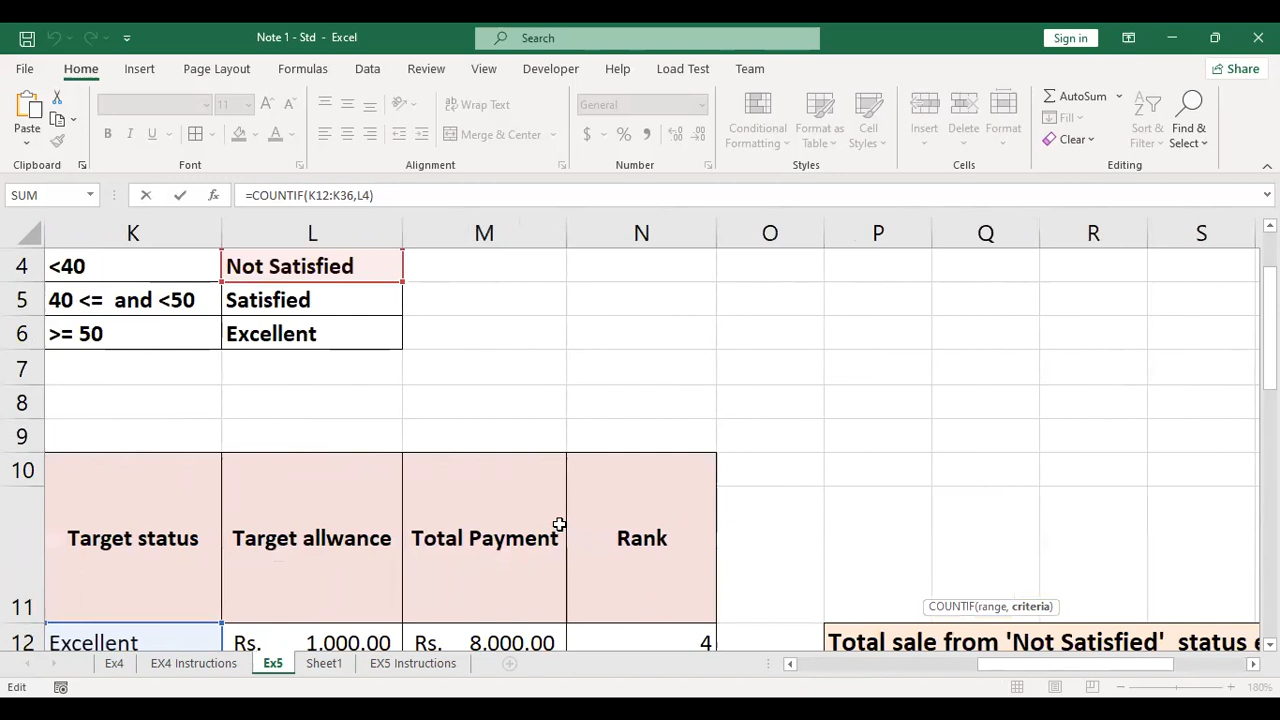 Note 1 - Std - Excel
Search
Sign in
File Home Insert Page Layout Formulas Data Review View Developer Help Load Test Team
Share
Paste
11
B I U
Wrap Text
Merge & Center
General
$ % ,
Conditional Formatting
Format as Table
Cell Styles
Insert
Delete
Format
AutoSum
Fill
Clear
Sort & Filter
Find & Select
Clipboard Font Alignment Number Styles Cells Editing
SUM fx =COUNTIF(K12:K36,L4)
K L M N O P Q R S
4 <40 Not Satisfied
5 40 <= and <50 Satisfied
6 >= 50 Excellent
7
8
9
10
Target status Target allwance Total Payment Rank
11
COUNTIF(range, criteria)
12 Excellent Rs. 1,000.00 Rs. 8,000.00 4 Total sale from 'Not Satisfied' status e
Ex4 EX4 Instructions Ex5 Sheet1 EX5 Instructions
Edit
180%